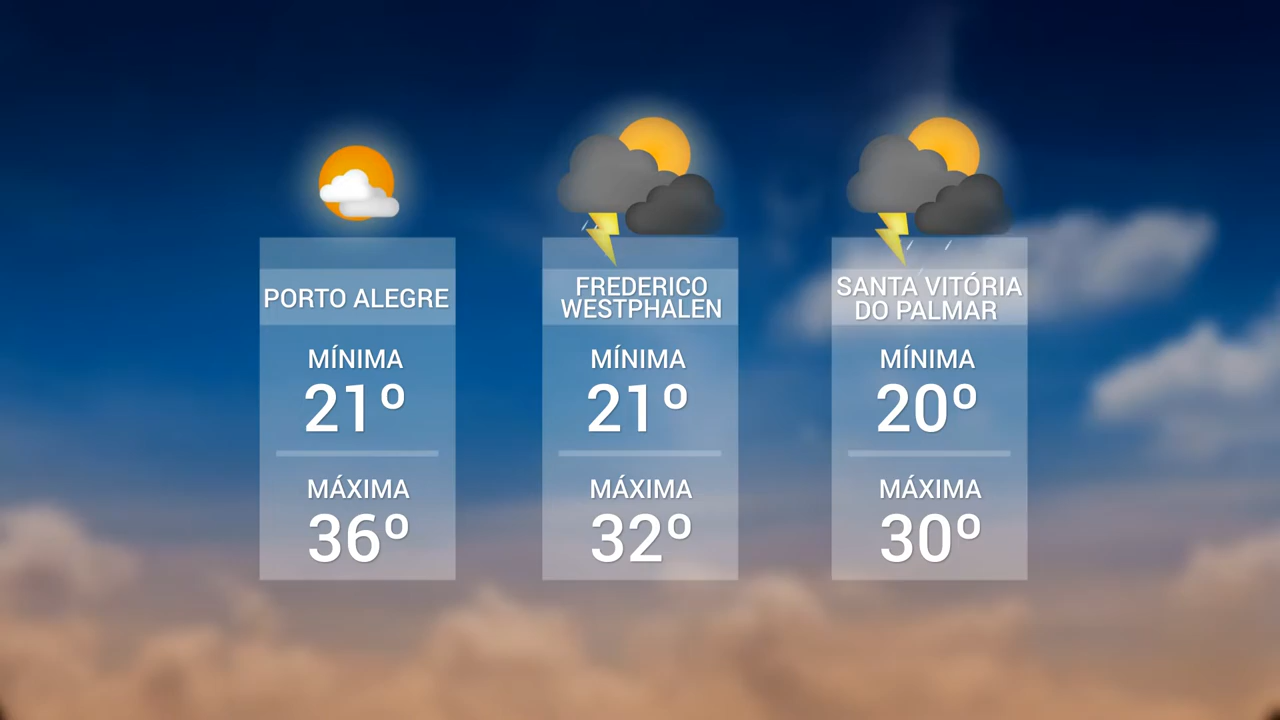 PORTO ALEGRE
MÍNIMA
21º
MÁXIMA
36º
FREDERICO
WESTPHALEN
MÍNIMA
21º
MÁXIMA
32º
SANTA VITÓRIA
DO PALMAR
MÍNIMA
20º
MÁXIMA
30º